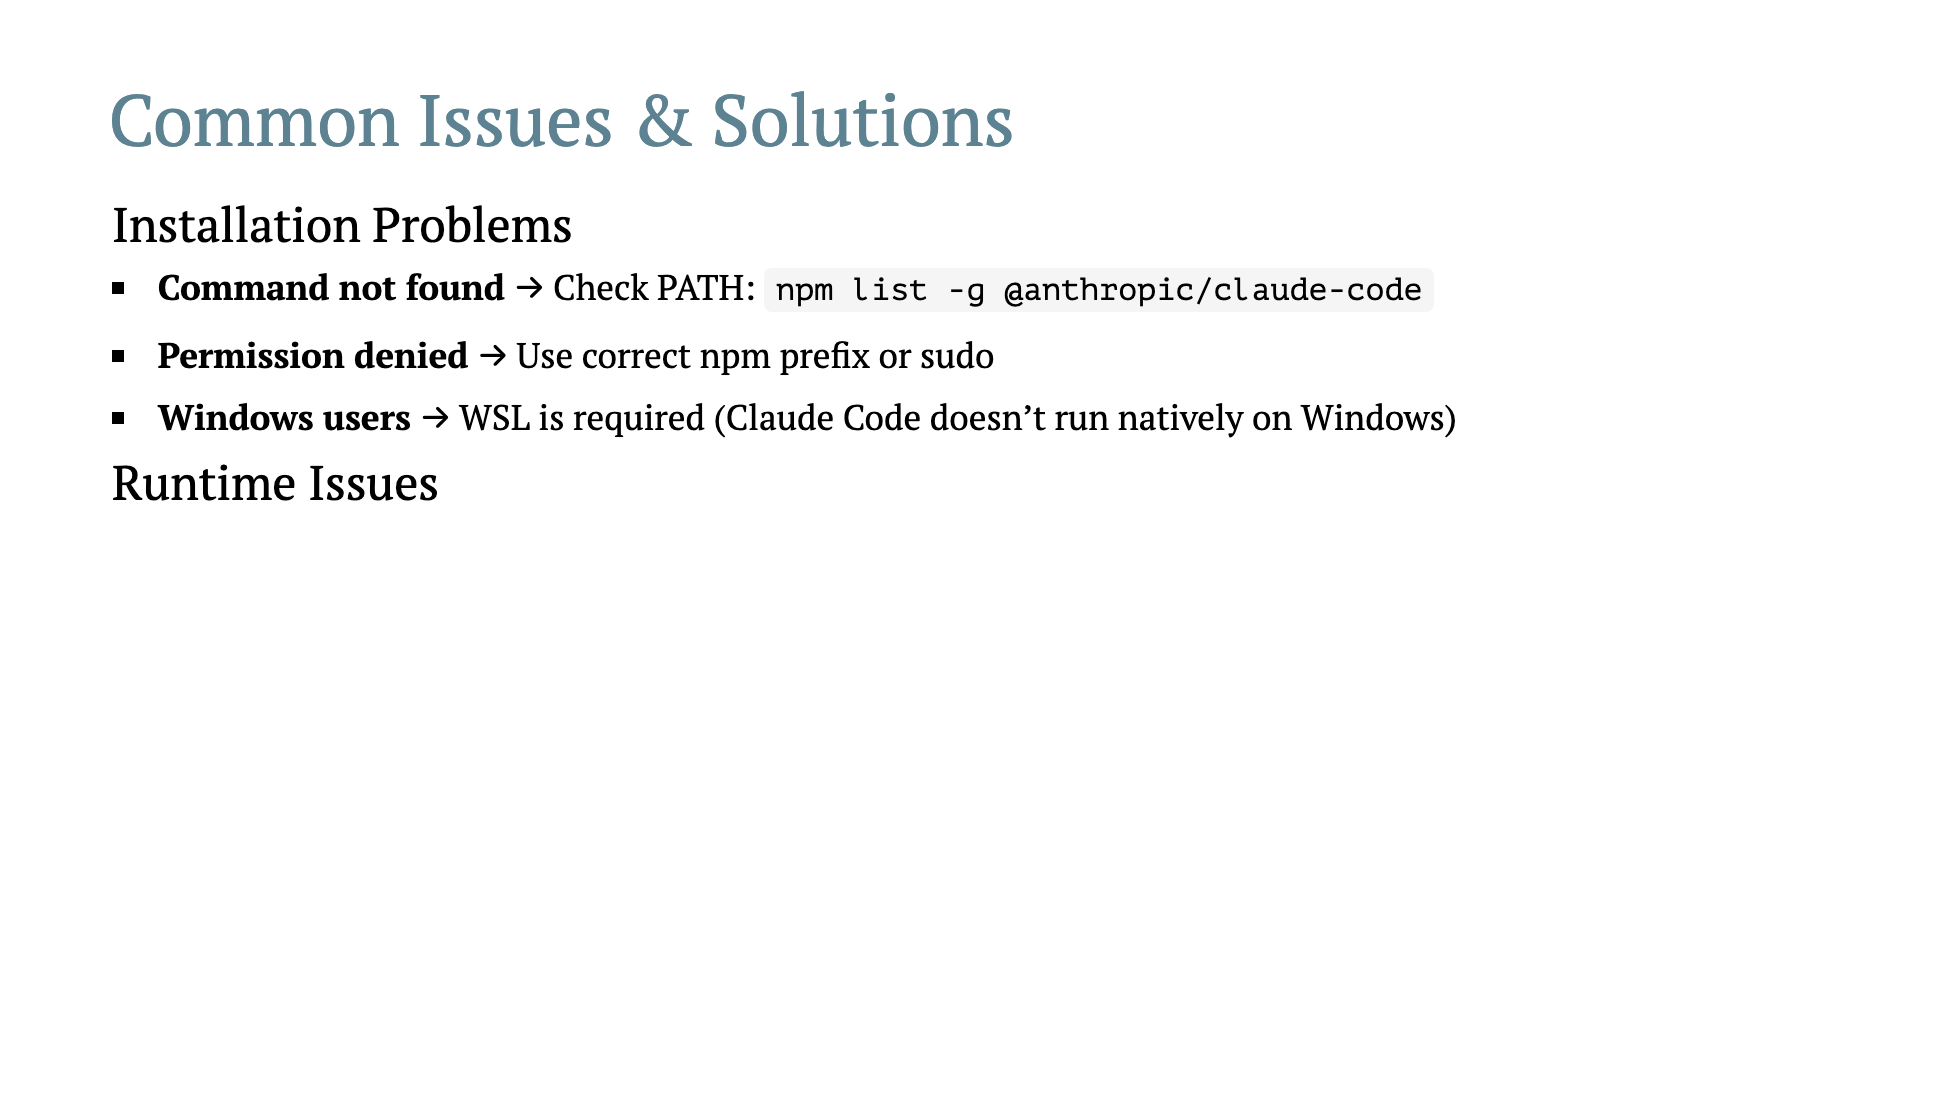 Common Issues & Solutions
Installation Problems
▪ Command not found → Check PATH: npm list -g @anthropic/claude-code
▪ Permission denied → Use correct npm prefix or sudo
▪ Windows users → WSL is required (Claude Code doesn’t run natively on Windows)
Runtime Issues